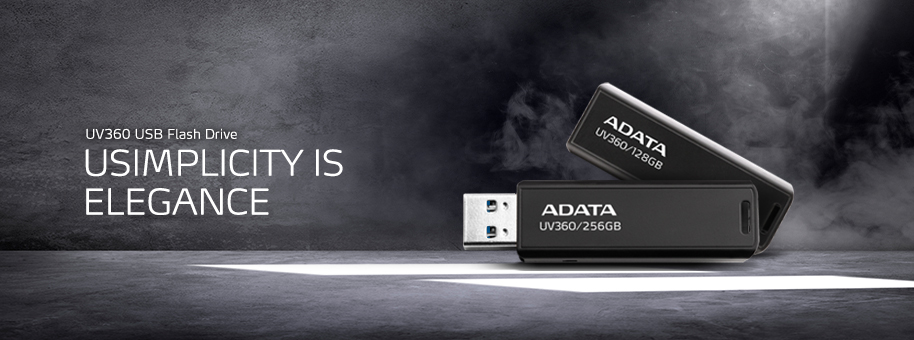 UV360 USB Flash Drive
USIMPLICITY IS
ELEGANCE
ADATA
UV360/128GB
ADATA
UV360/256GB